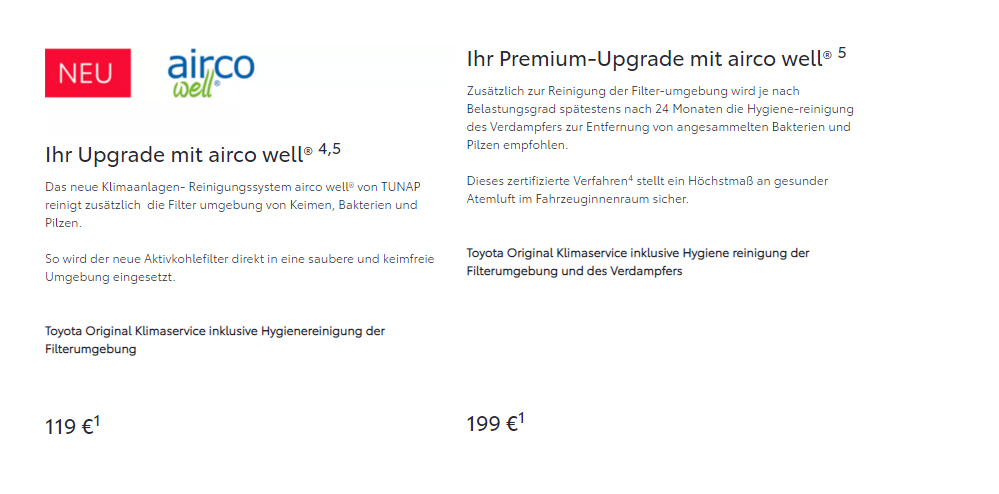 NEU
airco
well®
Ihr Upgrade mit airco well® 4,5
Das neue Klimaanlagen- Reinigungssystem airco well® von TUNAP
reinigt zusätzlich  die Filter umgebung von Keimen, Bakterien und
Pilzen.
So wird der neue Aktivkohlefilter direkt in eine saubere und keimfreie
Umgebung eingesetzt.
Toyota Original Klimaservice inklusive Hygienereinigung der
Filterumgebung
119 €1
Ihr Premium-Upgrade mit airco well® 5
Zusätzlich zur Reinigung der Filter-umgebung wird je nach
Belastungsgrad spätestens nach 24 Monaten die Hygiene-reinigung
des Verdampfers zur Entfernung von angesammelten Bakterien und
Pilzen empfohlen.
Dieses zertifizierte Verfahren4 stellt ein Höchstmaß an gesunder
Atemluft im Fahrzeuginnenraum sicher.
Toyota Original Klimaservice inklusive Hygiene reinigung der
Filterumgebung und des Verdampfers
199 €1